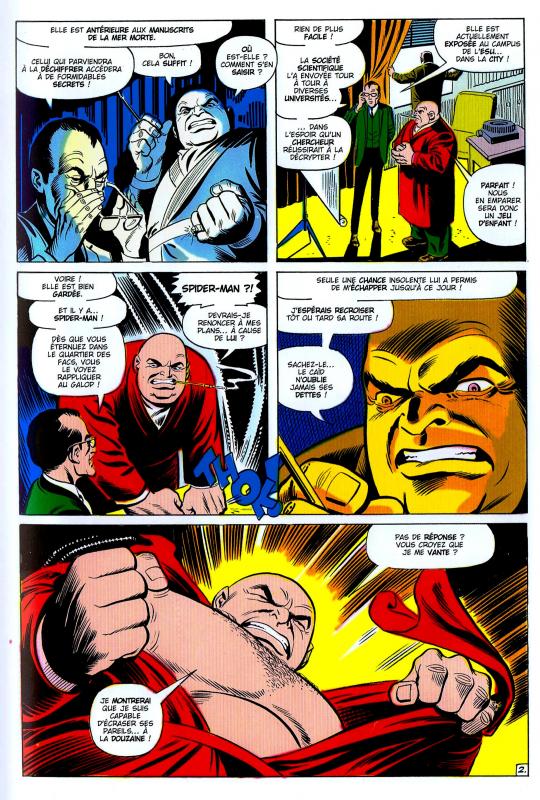 ELLE EST ANTÉRIEURE AUX MANUSCRITS
DE LA MER MORTE.
CELUI QUI PARVIENDRA
À LA DÉCHIFFRER ACCÈDERA
À DE FORMIDABLES
SECRETS !
BON,
CELA SUFFIT !
OÙ
EST-ELLE ?
COMMENT S'EN
SAISIR ?
RIEN DE PLUS
FACILE !
LA SOCIÉTÉ
SCIENTIFIQUE
L'A ENVOYÉE TOUR
À TOUR À
DIVERSES
UNIVERSITÉS...
... DANS
L'ESPOIR QU'UN
CHERCHEUR
RÉUSSIRAIT À LA
DÉCRYPTER !
ELLE EST
ACTUELLEMENT
EXPOSÉE AU CAMPUS
DE L'ESU...
DANS LA CITY !
PARFAIT !
NOUS
EN EMPARER
SERA DONC
UN JEU
D'ENFANT !
VOIRE !
ELLE EST BIEN
GARDÉE.
ET IL Y A...
SPIDER-MAN !
DÈS QUE VOUS
ÉTERNUEZ DANS
LE QUARTIER DES
FACS, VOUS
LE VOYEZ
RAPPLIQUER
AU GALOP !
SPIDER-MAN ?!
DEVRAIS-JE
RENONCER À
MES PLANS... À
CAUSE DE
LUI ?
THOK!
SEULE UNE CHANCE INSOLENTE LUI A PERMIS
DE M'ÉCHAPPER JUSQU'À CE JOUR !
J'ESPÉRAIS RECROISER
TÔT OU TARD SA ROUTE !
SACHEZ-LE...
LE CAÏD
N'OUBLIE
JAMAIS SES
DETTES !
PAS DE RÉPONSE ?
VOUS CROYEZ QUE
JE ME VANTE ?
JE MONTRERAI
QUE JE SUIS
CAPABLE
D'ÉCRASER SES
PAREILS... À
LA DOUZAINE !
2.